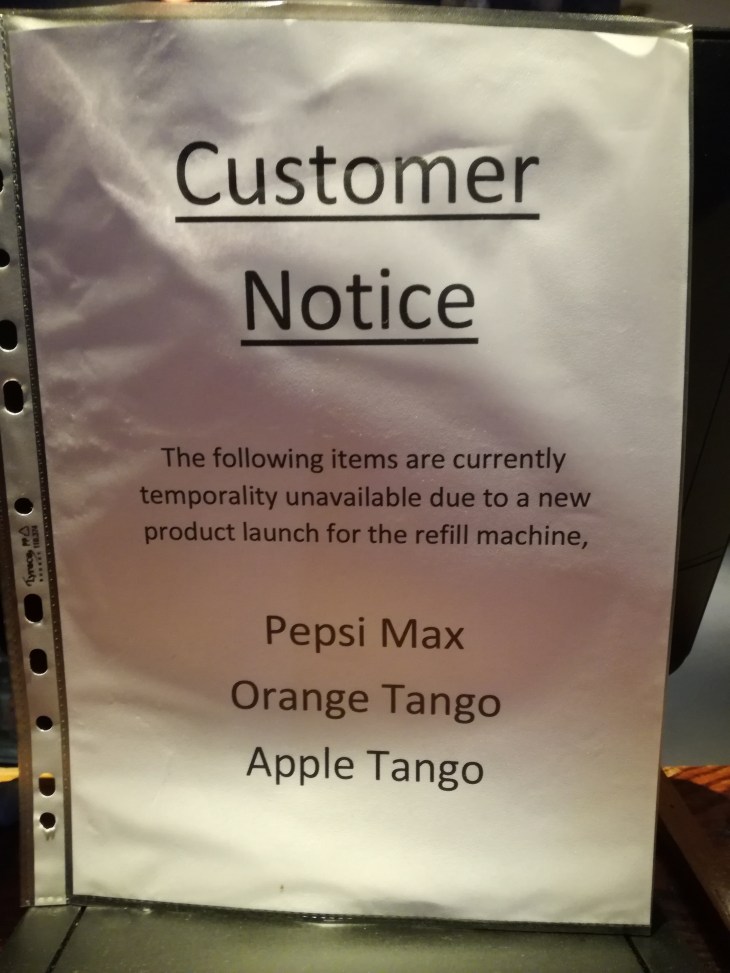 Customer
Notice
The following items are currently
temporality unavailable due to a new
product launch for the refill machine,
Pepsi Max
Orange Tango
Apple Tango
Lyreco